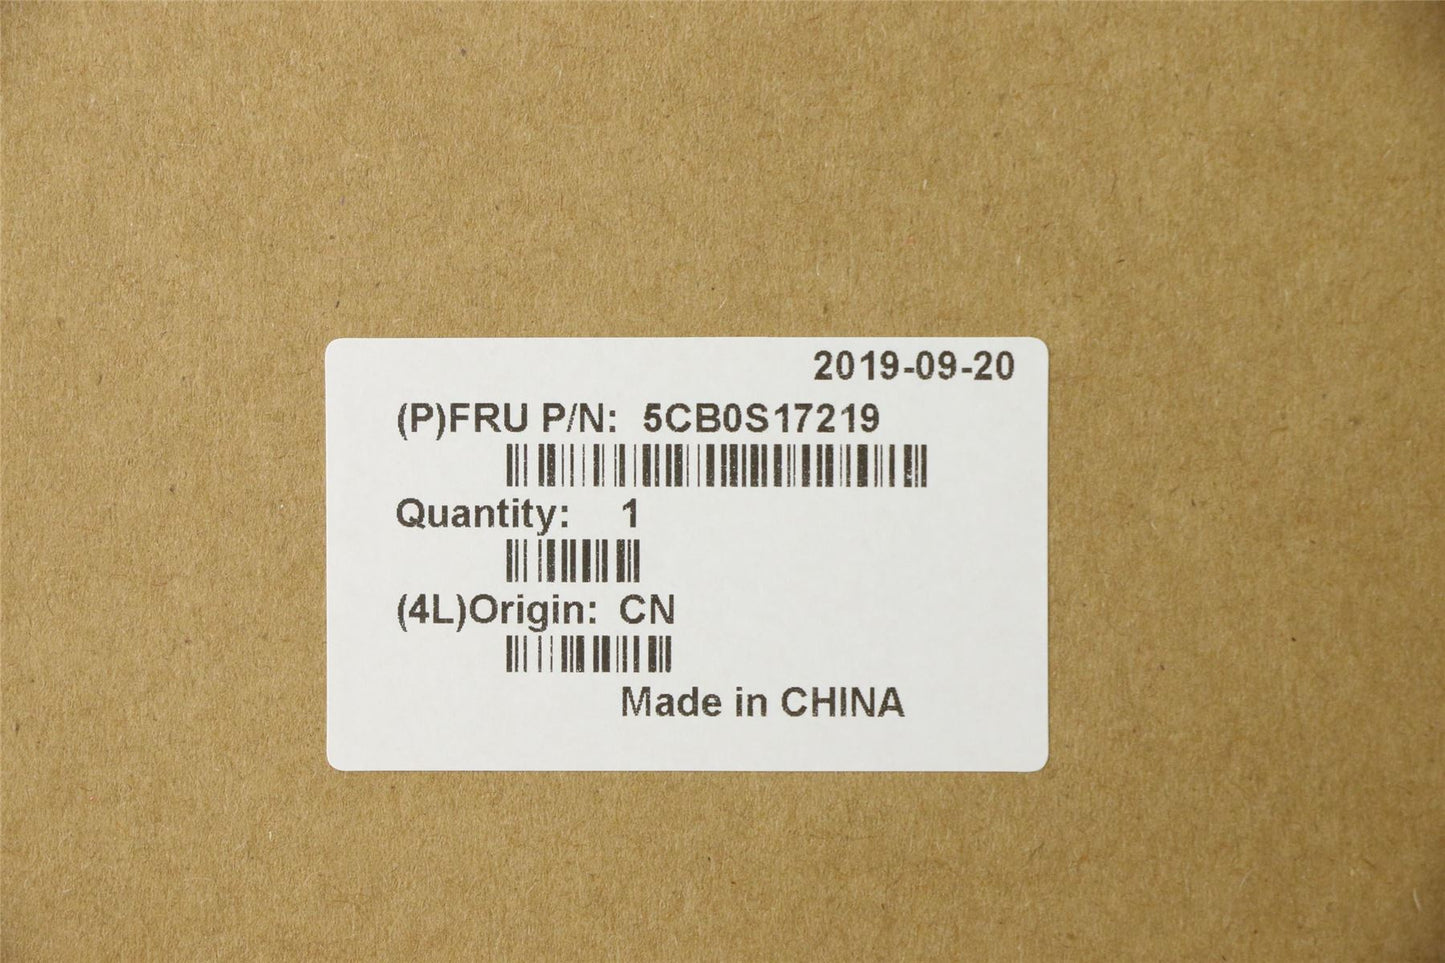 2019-09-20
(P)FRU P/N: 5CB0S17219
Quantity: 1
(4L)Origin: CN
Made in CHINA